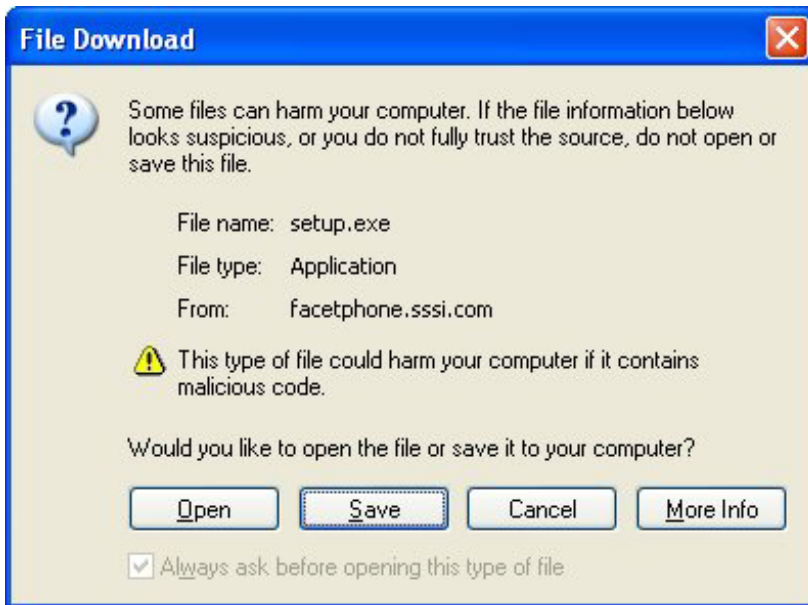 File Download
Some files can harm your computer. If the file information below
looks suspicious, or you do not fully trust the source, do not open or
save this file.
File name: setup.exe
File type: Application
From: facetphone.sssi.com
This type of file could harm your computer if it contains
malicious code.
Would you like to open the file or save it to your computer?
Open Save Cancel More Info
Always ask before opening this type of file